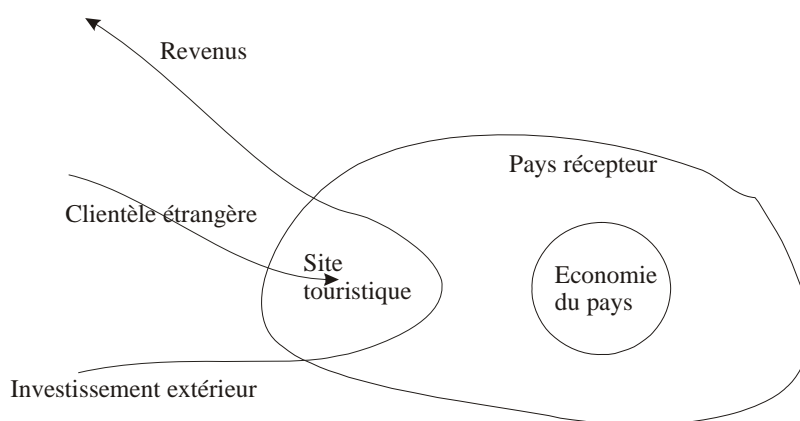 Revenus
Pays récepteur
Clientèle étrangère
Site
touristique
Economie
du pays
Investissement extérieur